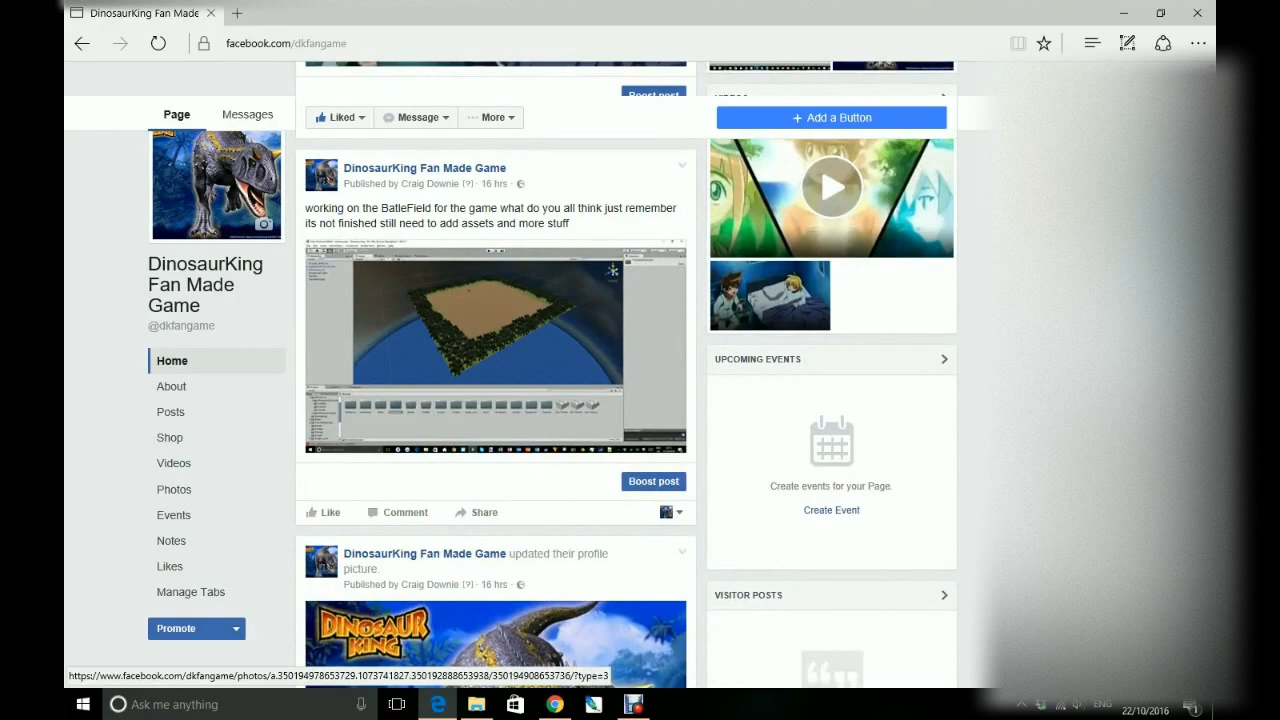 DinosaurKing Fan Made
facebook.com/dkfangame
Boost post
Page
Messages
Liked
Message
More
+ Add a Button
DinosaurKing Fan Made Game
Published by Craig Downie [?] · 16 hrs ·
working on the BatleField for the game what do you all think just remember
its not finished still need to add assets and more stuff
DinosaurKing
Fan Made
Game
@dkfangame
Home
About
Posts
Shop
Videos
Photos
Events
Notes
Likes
Manage Tabs
Promote
Boost post
Like
Comment
Share
DinosaurKing Fan Made Game updated their profile
picture.
Published by Craig Downie [?] · 16 hrs ·
DINOSAUR
KING
UPCOMING EVENTS
Create events for your Page.
Create Event
VISITOR POSTS
https://www.facebook.com/dkfangame/photos/a.350194978653729.1073741827.350192888653938/350194908653736/?type=3
Ask me anything
ENG
22/10/2016